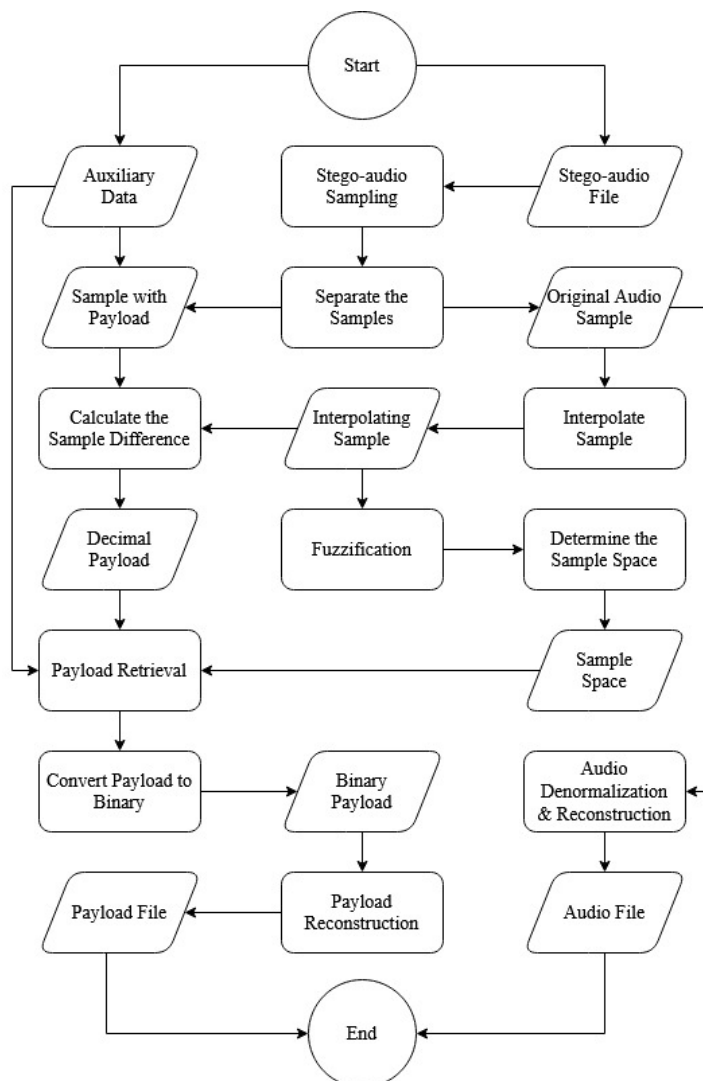 Start
Auxiliary
Data
Stego-audio
Sampling
Stego-audio
File
Sample with
Payload
Separate the
Samples
Original Audio
Sample
Calculate the
Sample Difference
Interpolating
Sample
Interpolate
Sample
Decimal
Payload
Fuzzification
Determine the
Sample Space
Payload Retrieval
Sample
Space
Convert Payload to
Binary
Binary
Payload
Audio
Denormalization
& Reconstruction
Payload File
Payload
Reconstruction
Audio File
End